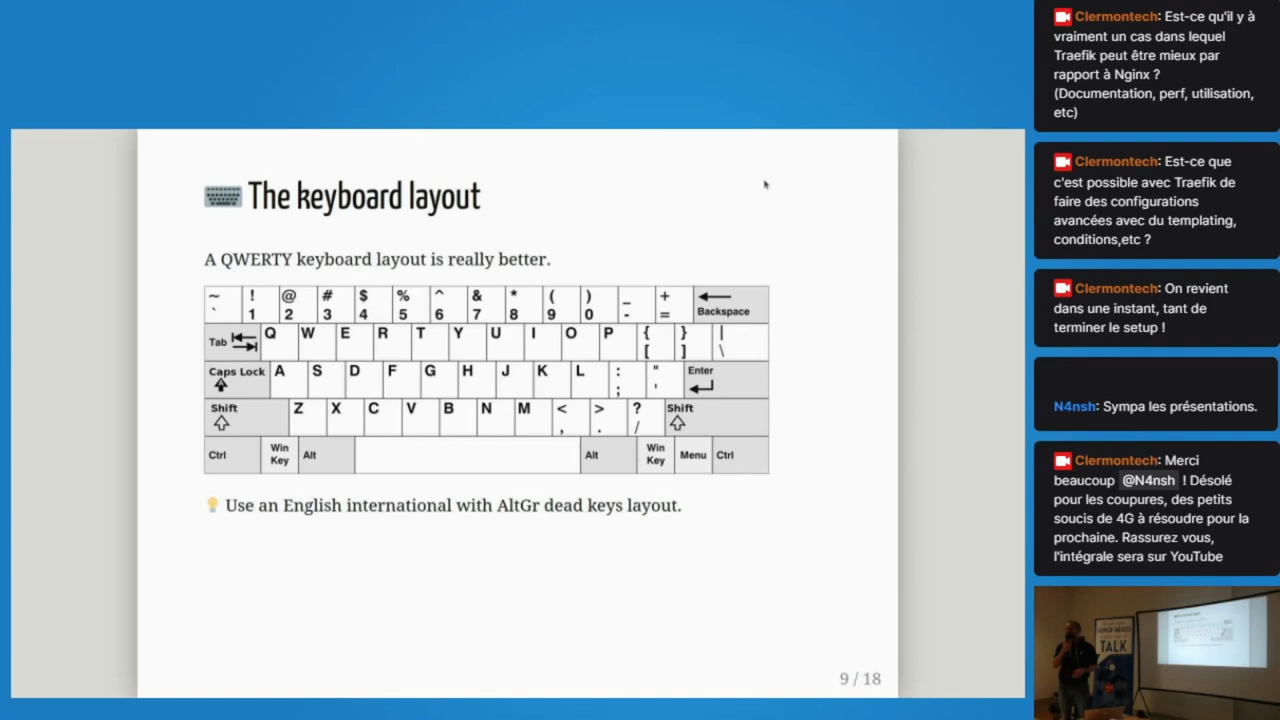 The keyboard layout
A QWERTY keyboard layout is really better.
~ ! @ # $ % ^ & * ( ) _ +
` 1 2 3 4 5 6 7 8 9 0 - = Backspace
Tab Q W E R T Y U I O P { } |
[ ] \
Caps Lock A S D F G H J K L : " Enter
; '
Shift Z X C V B N M < > ? Shift
, . /
Ctrl Win Key Alt Alt Win Key Menu Ctrl
Use an English international with AltGr dead keys layout.
9 / 18
Clermontech: Est-ce qu'il y à
vraiment un cas dans lequel
Traefik peut être mieux par
rapport à Nginx ?
(Documentation, perf, utilisation,
etc)
Clermontech: Est-ce que
c'est possible avec Traefik de
faire des configurations
avancées avec du templating,
conditions,etc ?
Clermontech: On revient
dans une instant, tant de
terminer le setup !
N4nsh: Sympa les présentations.
Clermontech: Merci
beaucoup @N4nsh ! Désolé
pour les coupures, des petits
soucis de 4G à résoudre pour la
prochaine. Rassurez vous,
l'intégrale sera sur YouTube
TALK